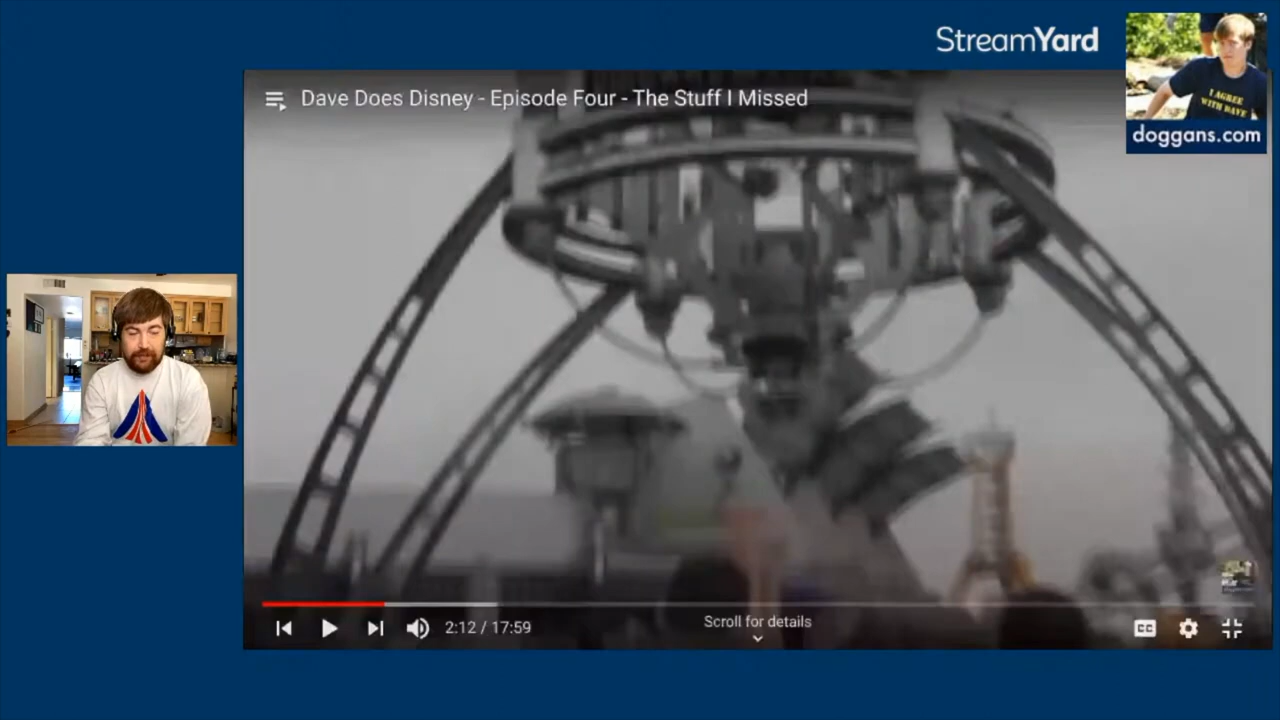 StreamYard
I AGREE
WITH DAVE
doggans.com
Dave Does Disney - Episode Four - The Stuff I Missed
2:12 / 17:59
Scroll for details
CC